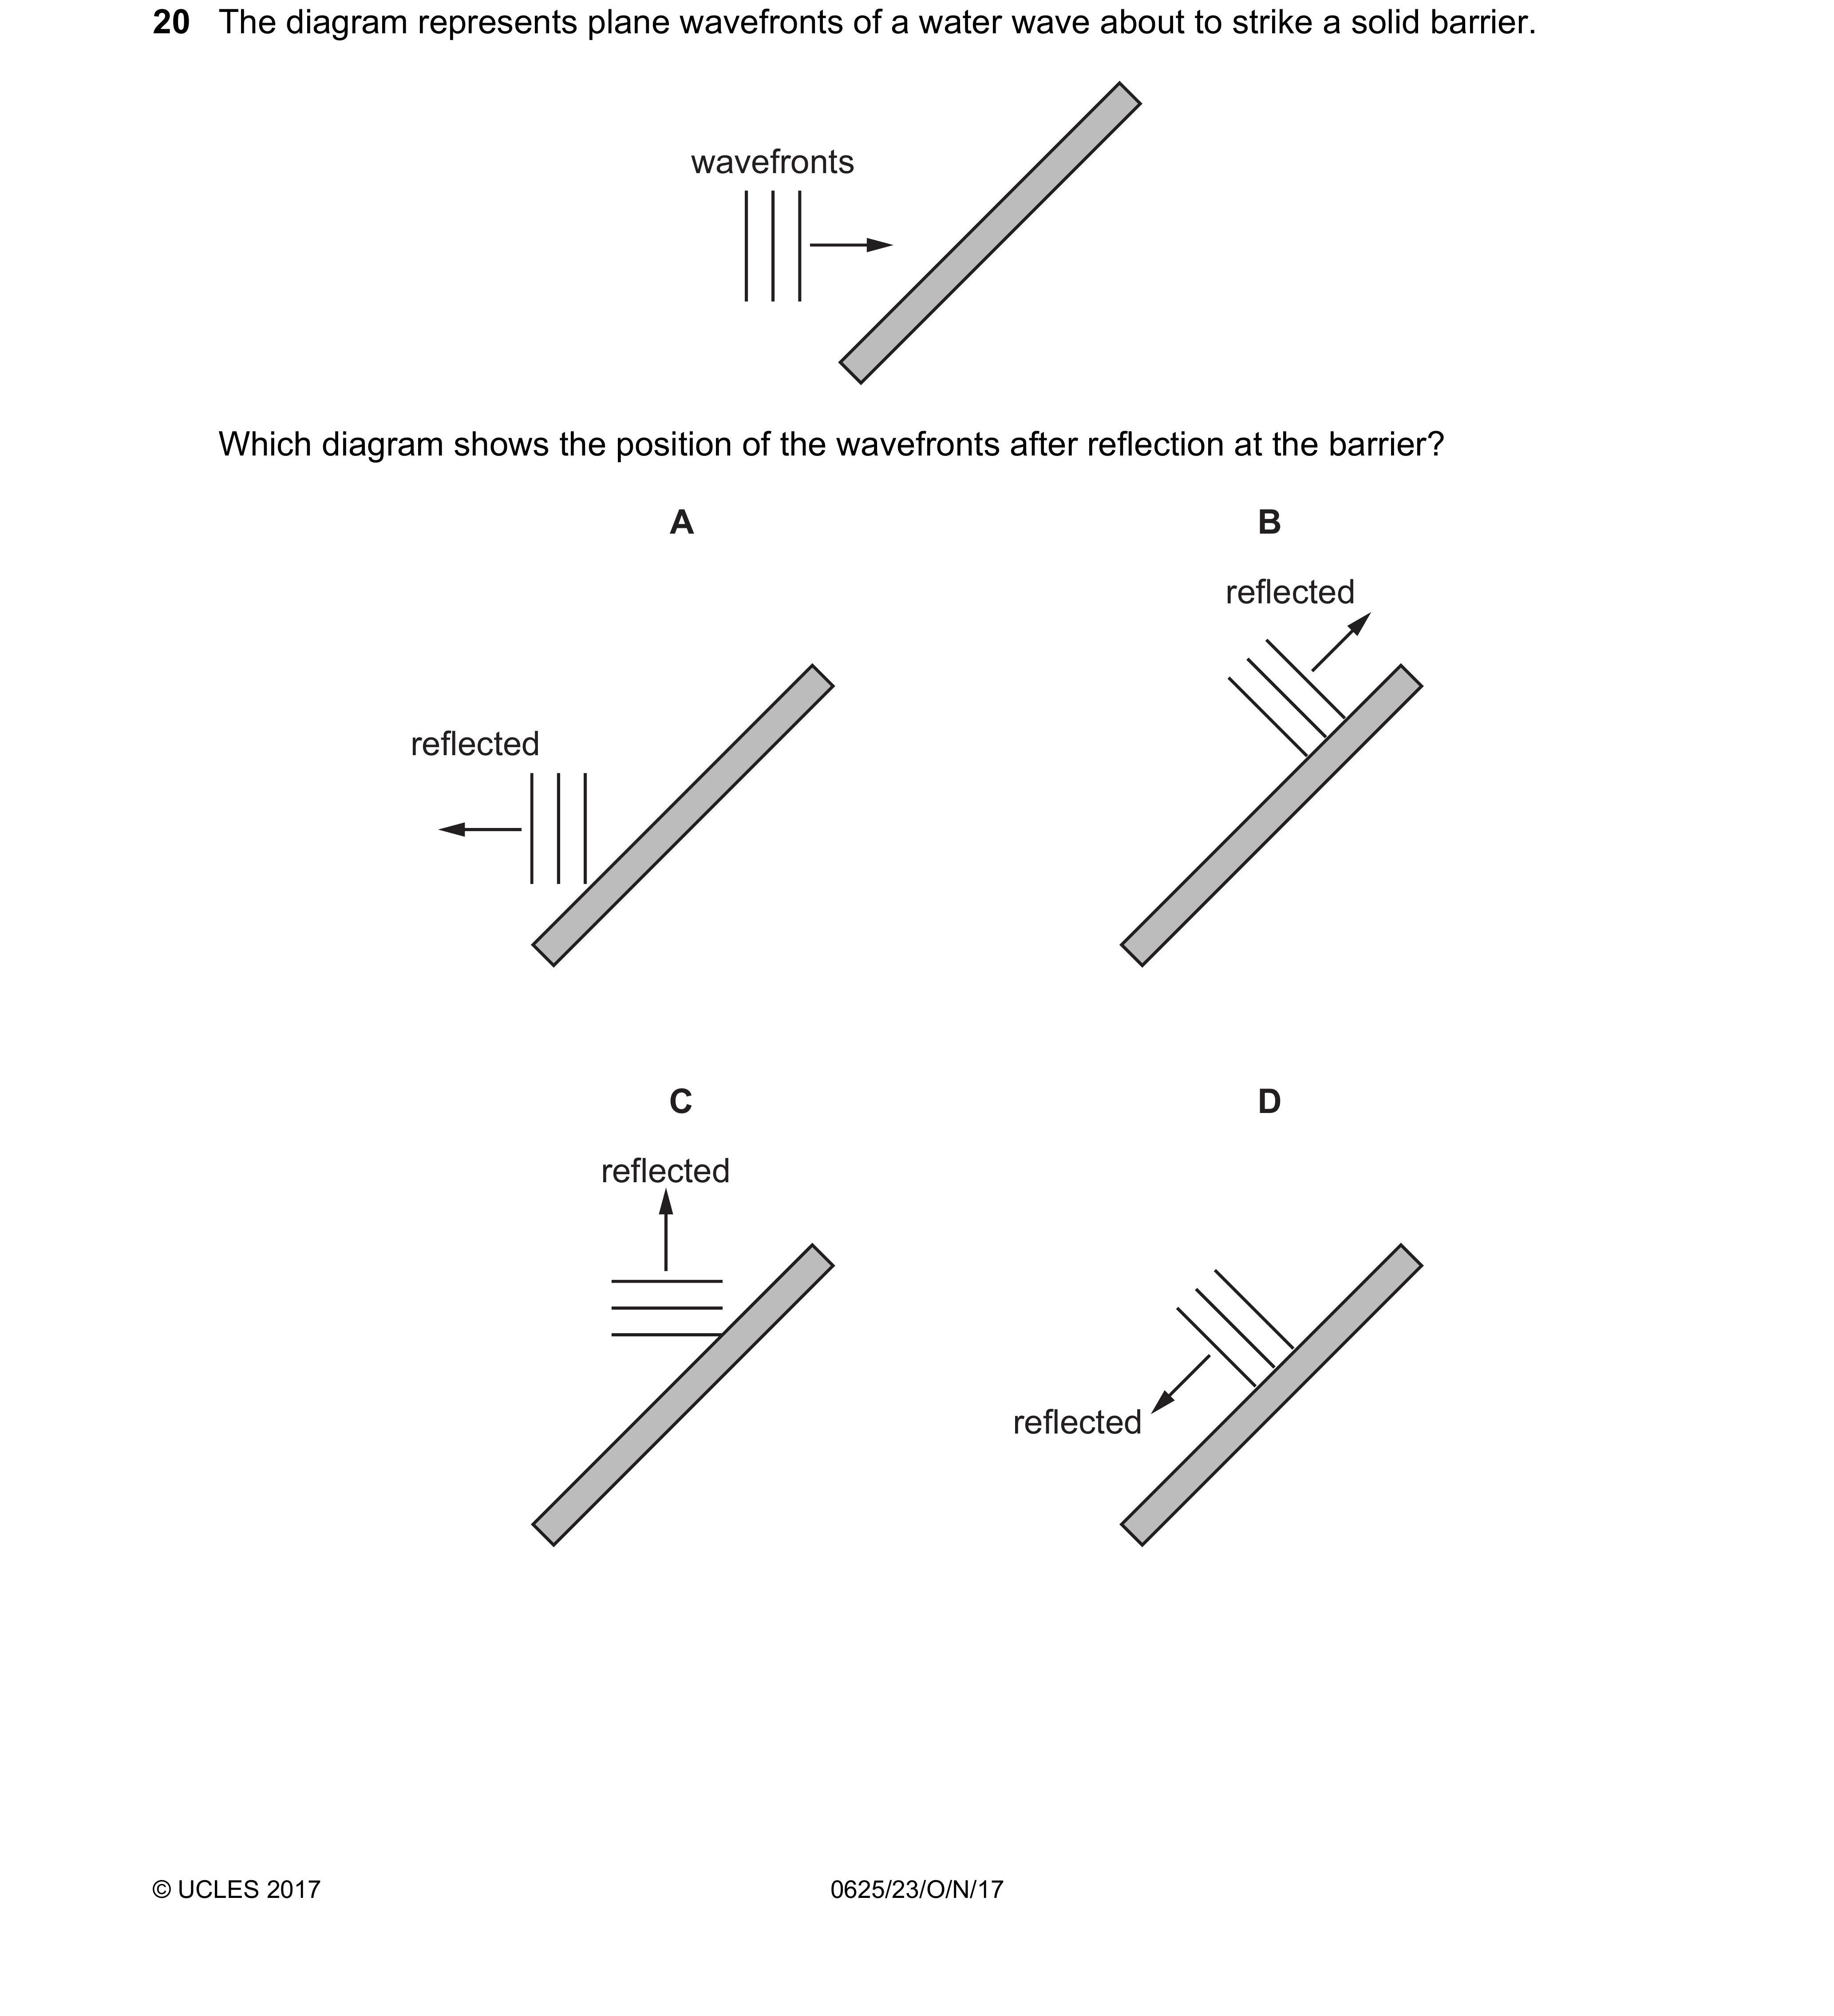 20 The diagram represents plane wavefronts of a water wave about to strike a solid barrier.
wavefronts
Which diagram shows the position of the wavefronts after reflection at the barrier?
A
B
reflected
reflected
C
D
reflected
reflected
© UCLES 2017
0625/23/O/N/17